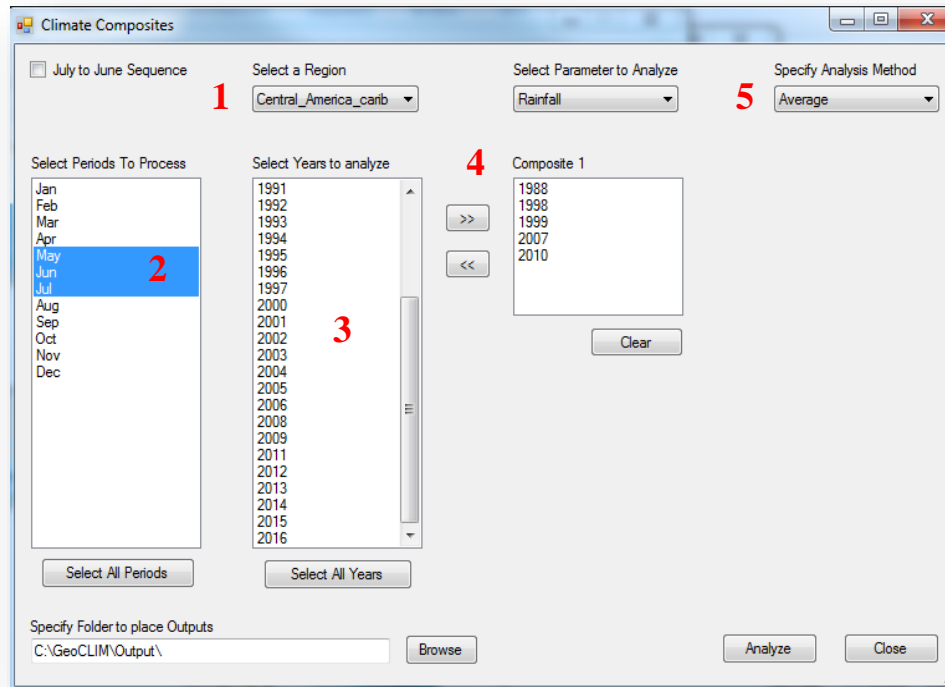 Climate Composites
July to June Sequence
Select a Region
Select Parameter to Analyze
Specify Analysis Method
1
Central_America_carib
Rainfall
5
Average
Select Periods To Process
Select Years to analyze
4
Composite 1
Jan
Feb
Mar
Apr
May
Jun
Jul
Aug
Sep
Oct
Nov
Dec
2
1991
1992
1993
1994
1995
1996
1997
2000
2001
2002
2003
2004
2005
2006
2008
2009
2011
2012
2013
2014
2015
2016
3
>>
<<
1988
1998
1999
2007
2010
Clear
Select All Periods
Select All Years
Specify Folder to place Outputs
C:\GeoCLIM\Output\
Browse
Analyze
Close